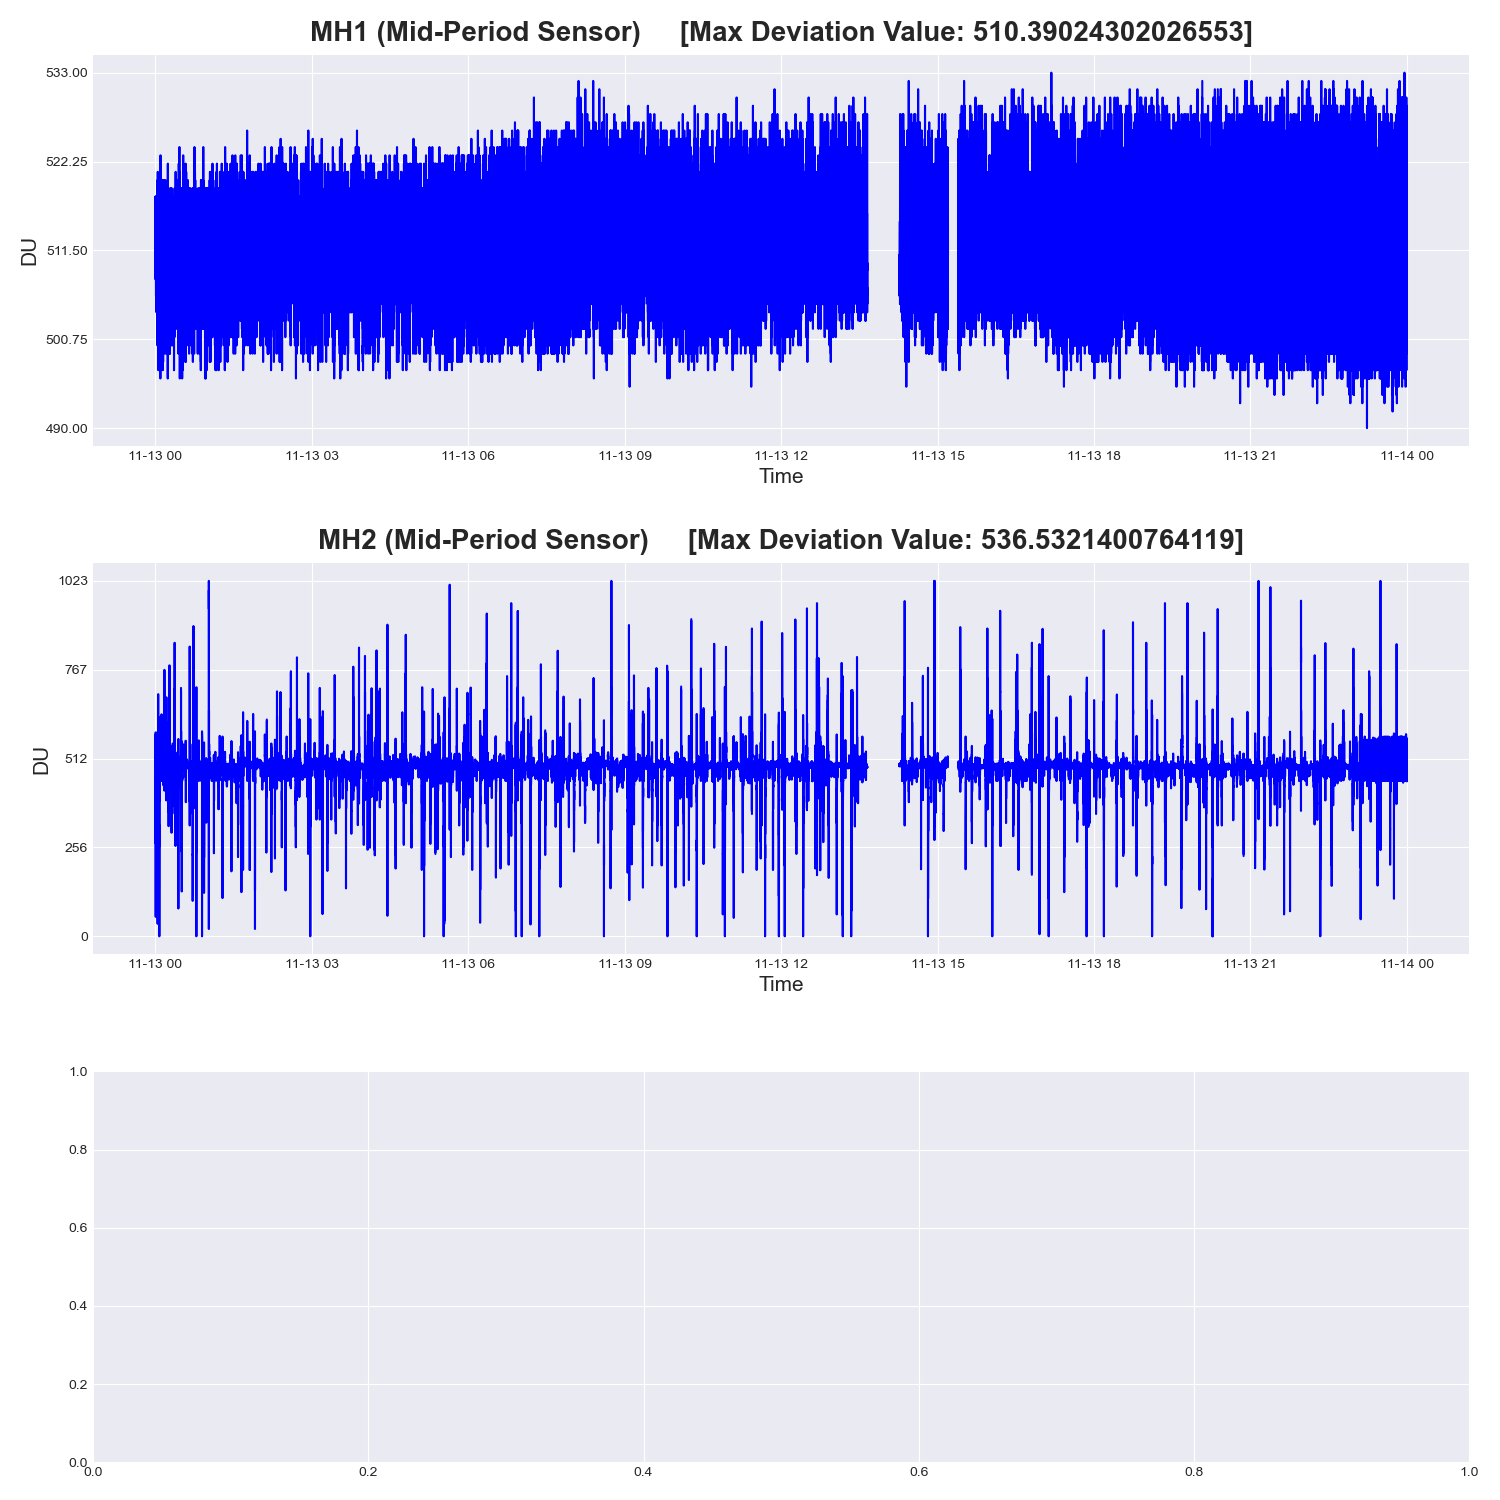 MH1 (Mid-Period Sensor) [Max Deviation Value: 510.39024302026553]
533.00
522.25
511.50
500.75
490.00
DU
11-13 00 11-13 03 11-13 06 11-13 09 11-13 12 11-13 15 11-13 18 11-13 21 11-14 00
Time
MH2 (Mid-Period Sensor) [Max Deviation Value: 536.5321400764119]
1023
767
512
256
0
DU
11-13 00 11-13 03 11-13 06 11-13 09 11-13 12 11-13 15 11-13 18 11-13 21 11-14 00
Time
1.0
0.8
0.6
0.4
0.2
0.0
0.0 0.2 0.4 0.6 0.8 1.0